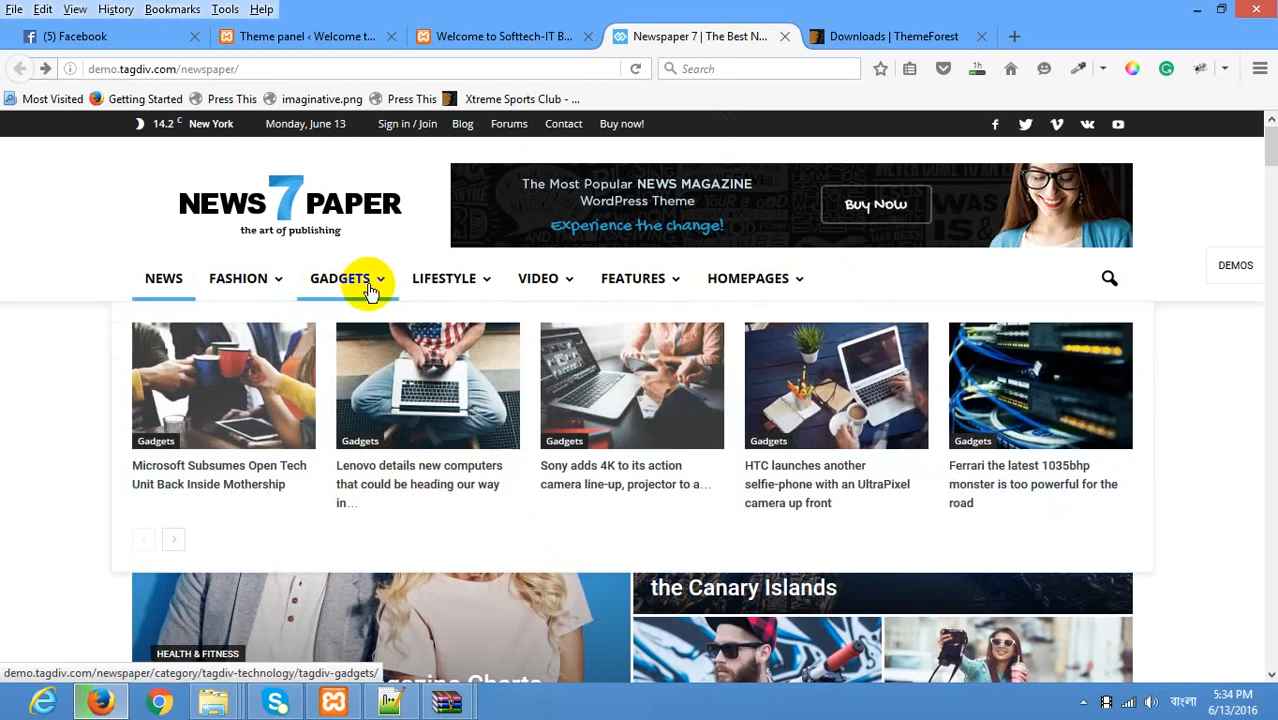 File Edit View History Bookmarks Tools Help
(5) Facebook
Theme panel ‹ Welcome t...
Welcome to Softtech-IT B...
Newspaper 7 | The Best N...
Downloads | ThemeForest
demo.tagdiv.com/newspaper/
Search
1h
Most Visited Getting Started Press This imaginative.png Press This Xtreme Sports Club - ...
14.2 C New York Monday, June 13 Sign in / Join Blog Forums Contact Buy now!
NEWS 7 PAPER
the art of publishing
The Most Popular NEWS MAGAZINE
WordPress Theme
Experience the change!
Buy Now
NEWS FASHION GADGETS LIFESTYLE VIDEO FEATURES HOMEPAGES
DEMOS
Gadgets
Microsoft Subsumes Open Tech
Unit Back Inside Mothership
Gadgets
Lenovo details new computers
that could be heading our way
in...
Gadgets
Sony adds 4K to its action
camera line-up, projector to a...
Gadgets
HTC launches another
selfie-phone with an UltraPixel
camera up front
Gadgets
Ferrari the latest 1035bhp
monster is too powerful for the
road
the Canary Islands
HEALTH & FITNESS
demo.tagdiv.com/newspaper/category/tagdiv-technology/tagdiv-gadgets/
বাংলা
5:34 PM
6/13/2016